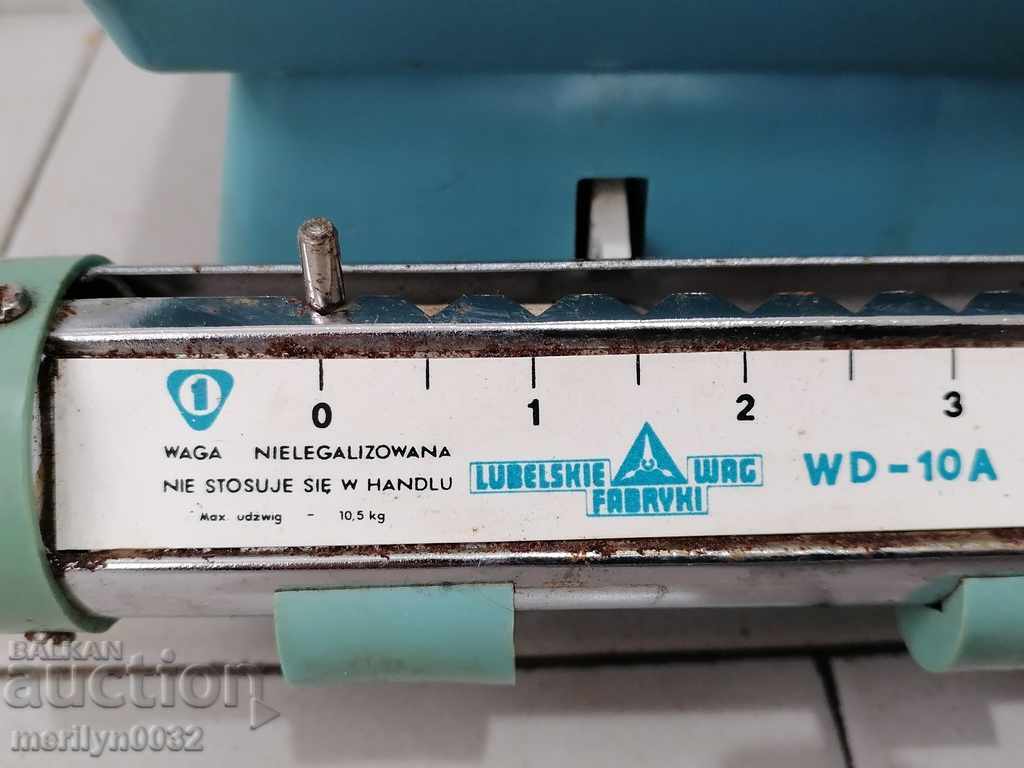 0 1 2 3
1
WAGA NIELEGALIZOWANA
NIE STOSUJE SIĘ W HANDLU
Max. udźwig - 10,5 kg
LUBELSKIE WAG
FABRYKI
WD-10A
BALKAN
auction
merilyn0032